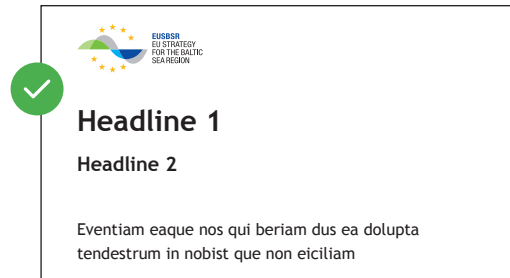 EUSBSR
EU STRATEGY
FOR THE BALTIC
SEA REGION
Headline 1
Headline 2
Eventiam eaque nos qui beriam dus ea dolupta
tendestrum in nobist que non eiciliam